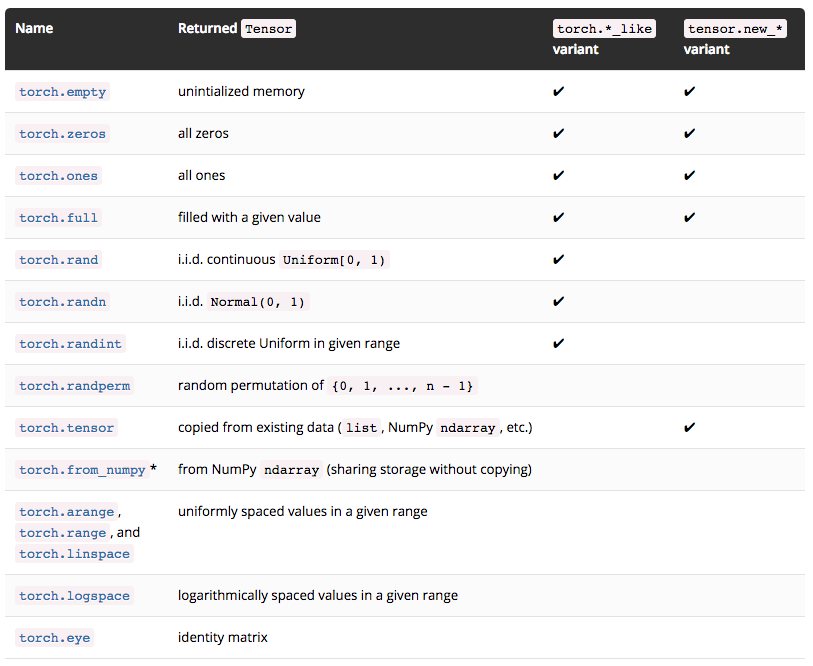 Name Returned Tensor torch.*_like tensor.new_*
variant variant
torch.empty unintialized memory ✔ ✔
torch.zeros all zeros ✔ ✔
torch.ones all ones ✔ ✔
torch.full filled with a given value ✔ ✔
torch.rand i.i.d. continuous Uniform[0, 1) ✔
torch.randn i.i.d. Normal(0, 1) ✔
torch.randint i.i.d. discrete Uniform in given range ✔
torch.randperm random permutation of {0, 1, ..., n - 1}
torch.tensor copied from existing data (list, NumPy ndarray, etc.) ✔
torch.from_numpy* from NumPy ndarray (sharing storage without copying)
torch.arange, uniformly spaced values in a given range
torch.range, and
torch.linspace
torch.logspace logarithmically spaced values in a given range
torch.eye identity matrix